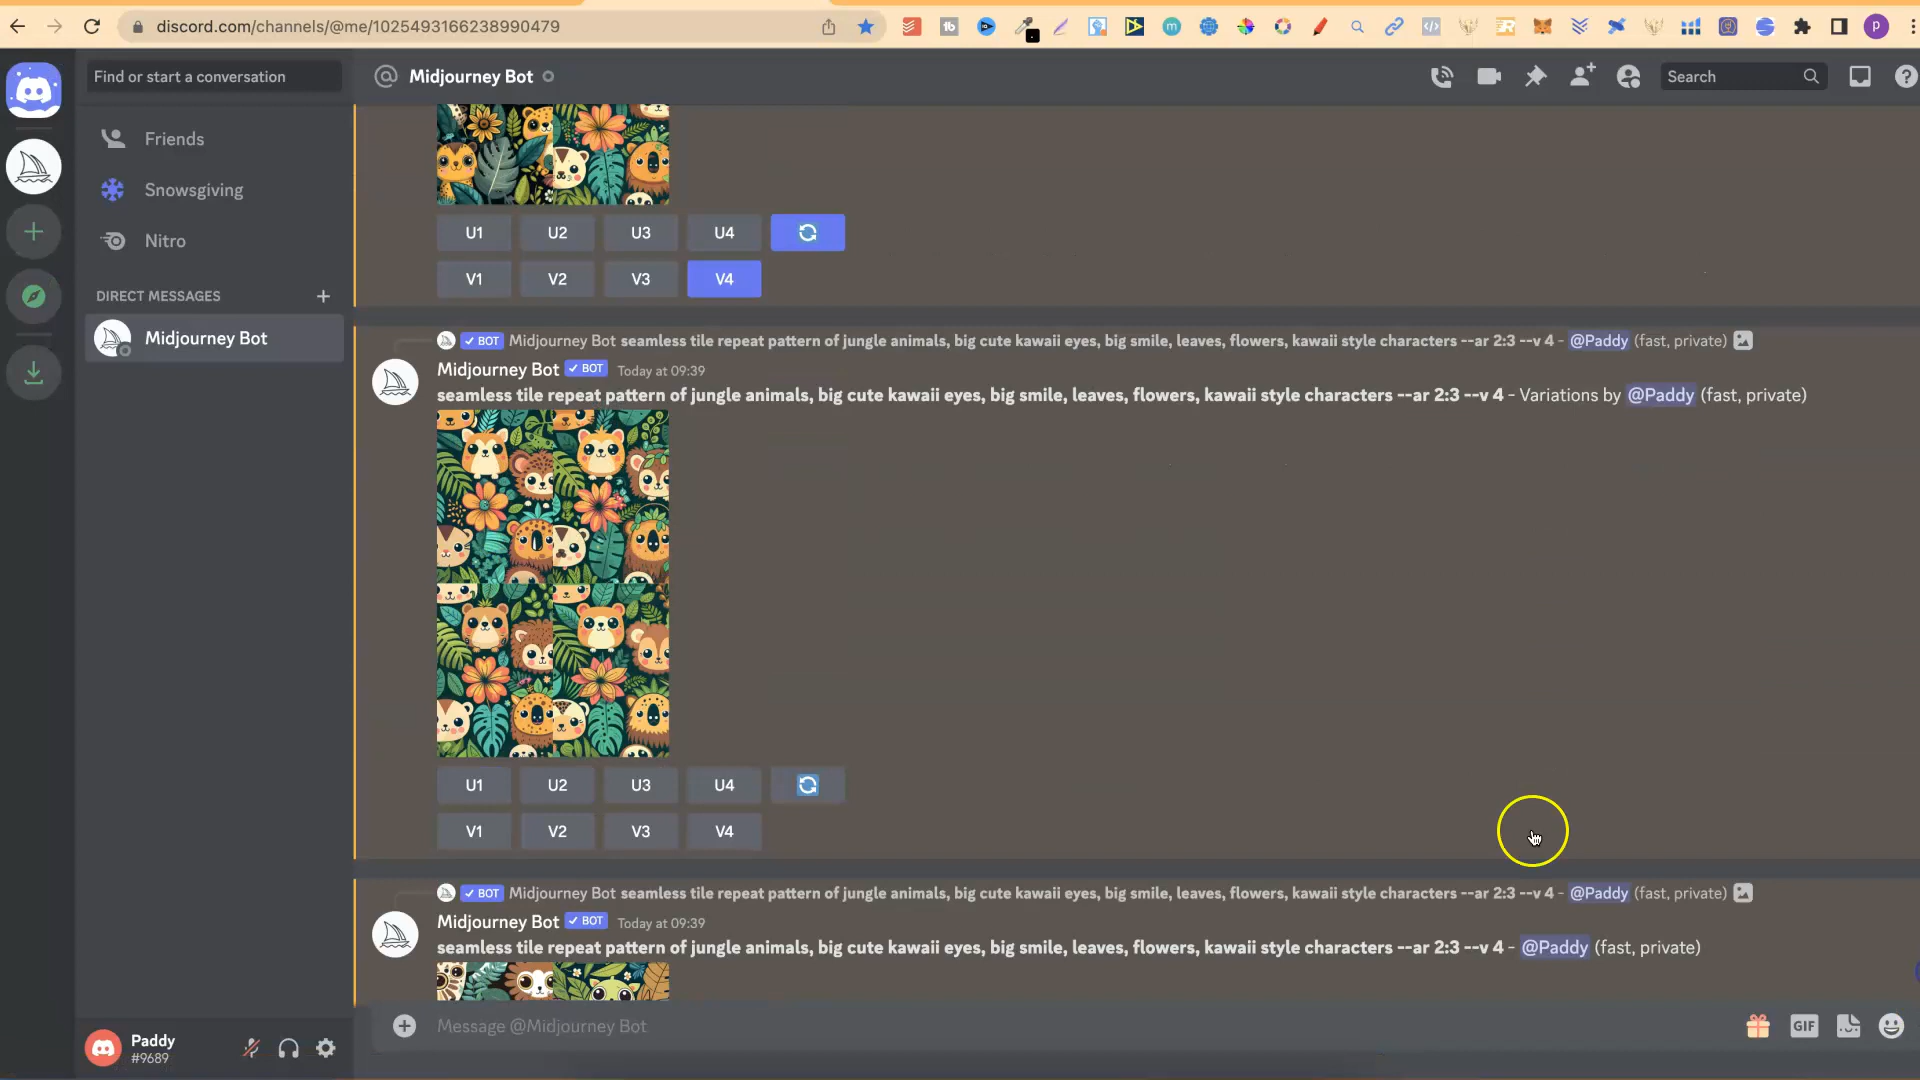 discord.com/channels/@me/1025493166238990479
Find or start a conversation
@ Midjourney Bot
Search
Friends
Snowsgiving
Nitro
DIRECT MESSAGES
Midjourney Bot
U1 U2 U3 U4
V1 V2 V3 V4
BOT Midjourney Bot seamless tile repeat pattern of jungle animals, big cute kawaii eyes, big smile, leaves, flowers, kawaii style characters --ar 2:3 --v 4 - @Paddy (fast, private)
Midjourney Bot BOT Today at 09:39
seamless tile repeat pattern of jungle animals, big cute kawaii eyes, big smile, leaves, flowers, kawaii style characters --ar 2:3 --v 4 - Variations by @Paddy (fast, private)
U1 U2 U3 U4
V1 V2 V3 V4
BOT Midjourney Bot seamless tile repeat pattern of jungle animals, big cute kawaii eyes, big smile, leaves, flowers, kawaii style characters --ar 2:3 --v 4 - @Paddy (fast, private)
Midjourney Bot BOT Today at 09:39
seamless tile repeat pattern of jungle animals, big cute kawaii eyes, big smile, leaves, flowers, kawaii style characters --ar 2:3 --v 4 - @Paddy (fast, private)
Message @Midjourney Bot
GIF
Paddy
#9689